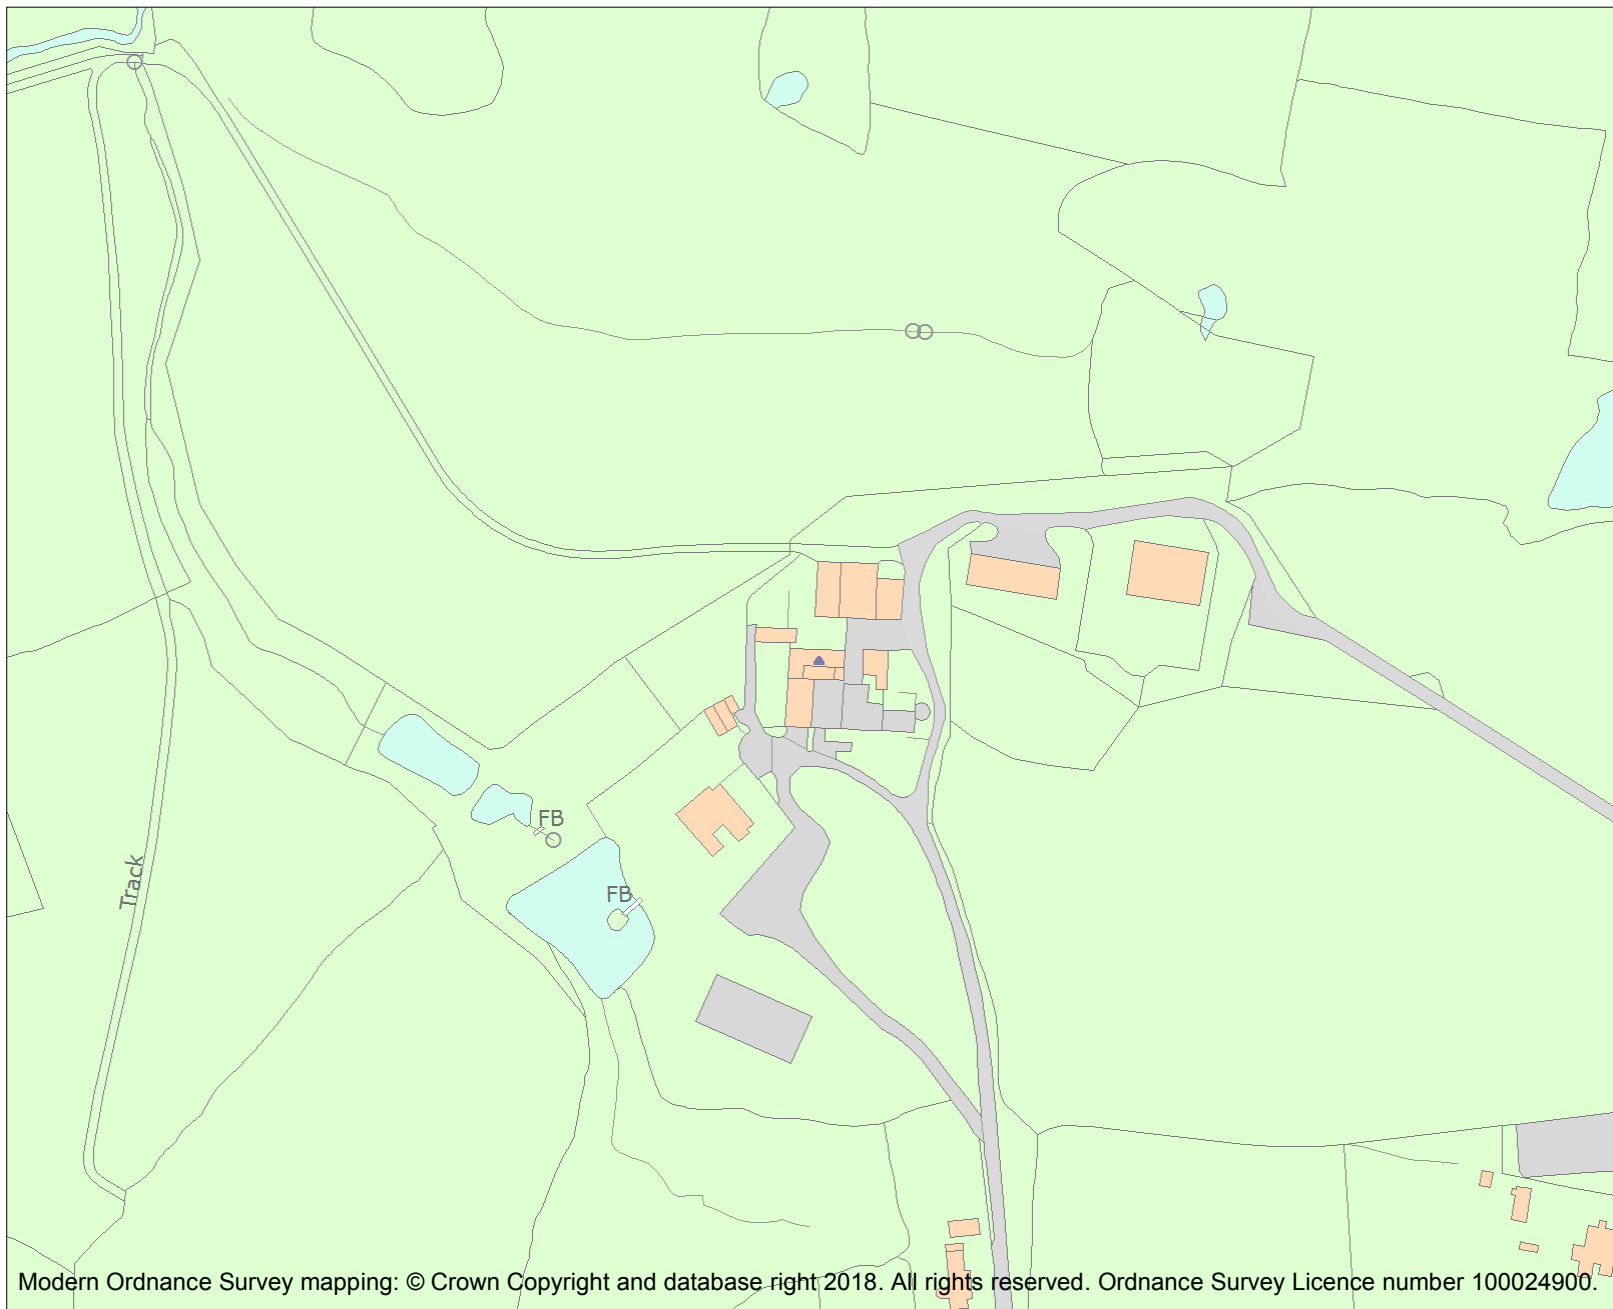 FB
Track
FB
Modern Ordnance Survey mapping: © Crown Copyright and database right 2018. All rights reserved. Ordnance Survey Licence number 100024900.